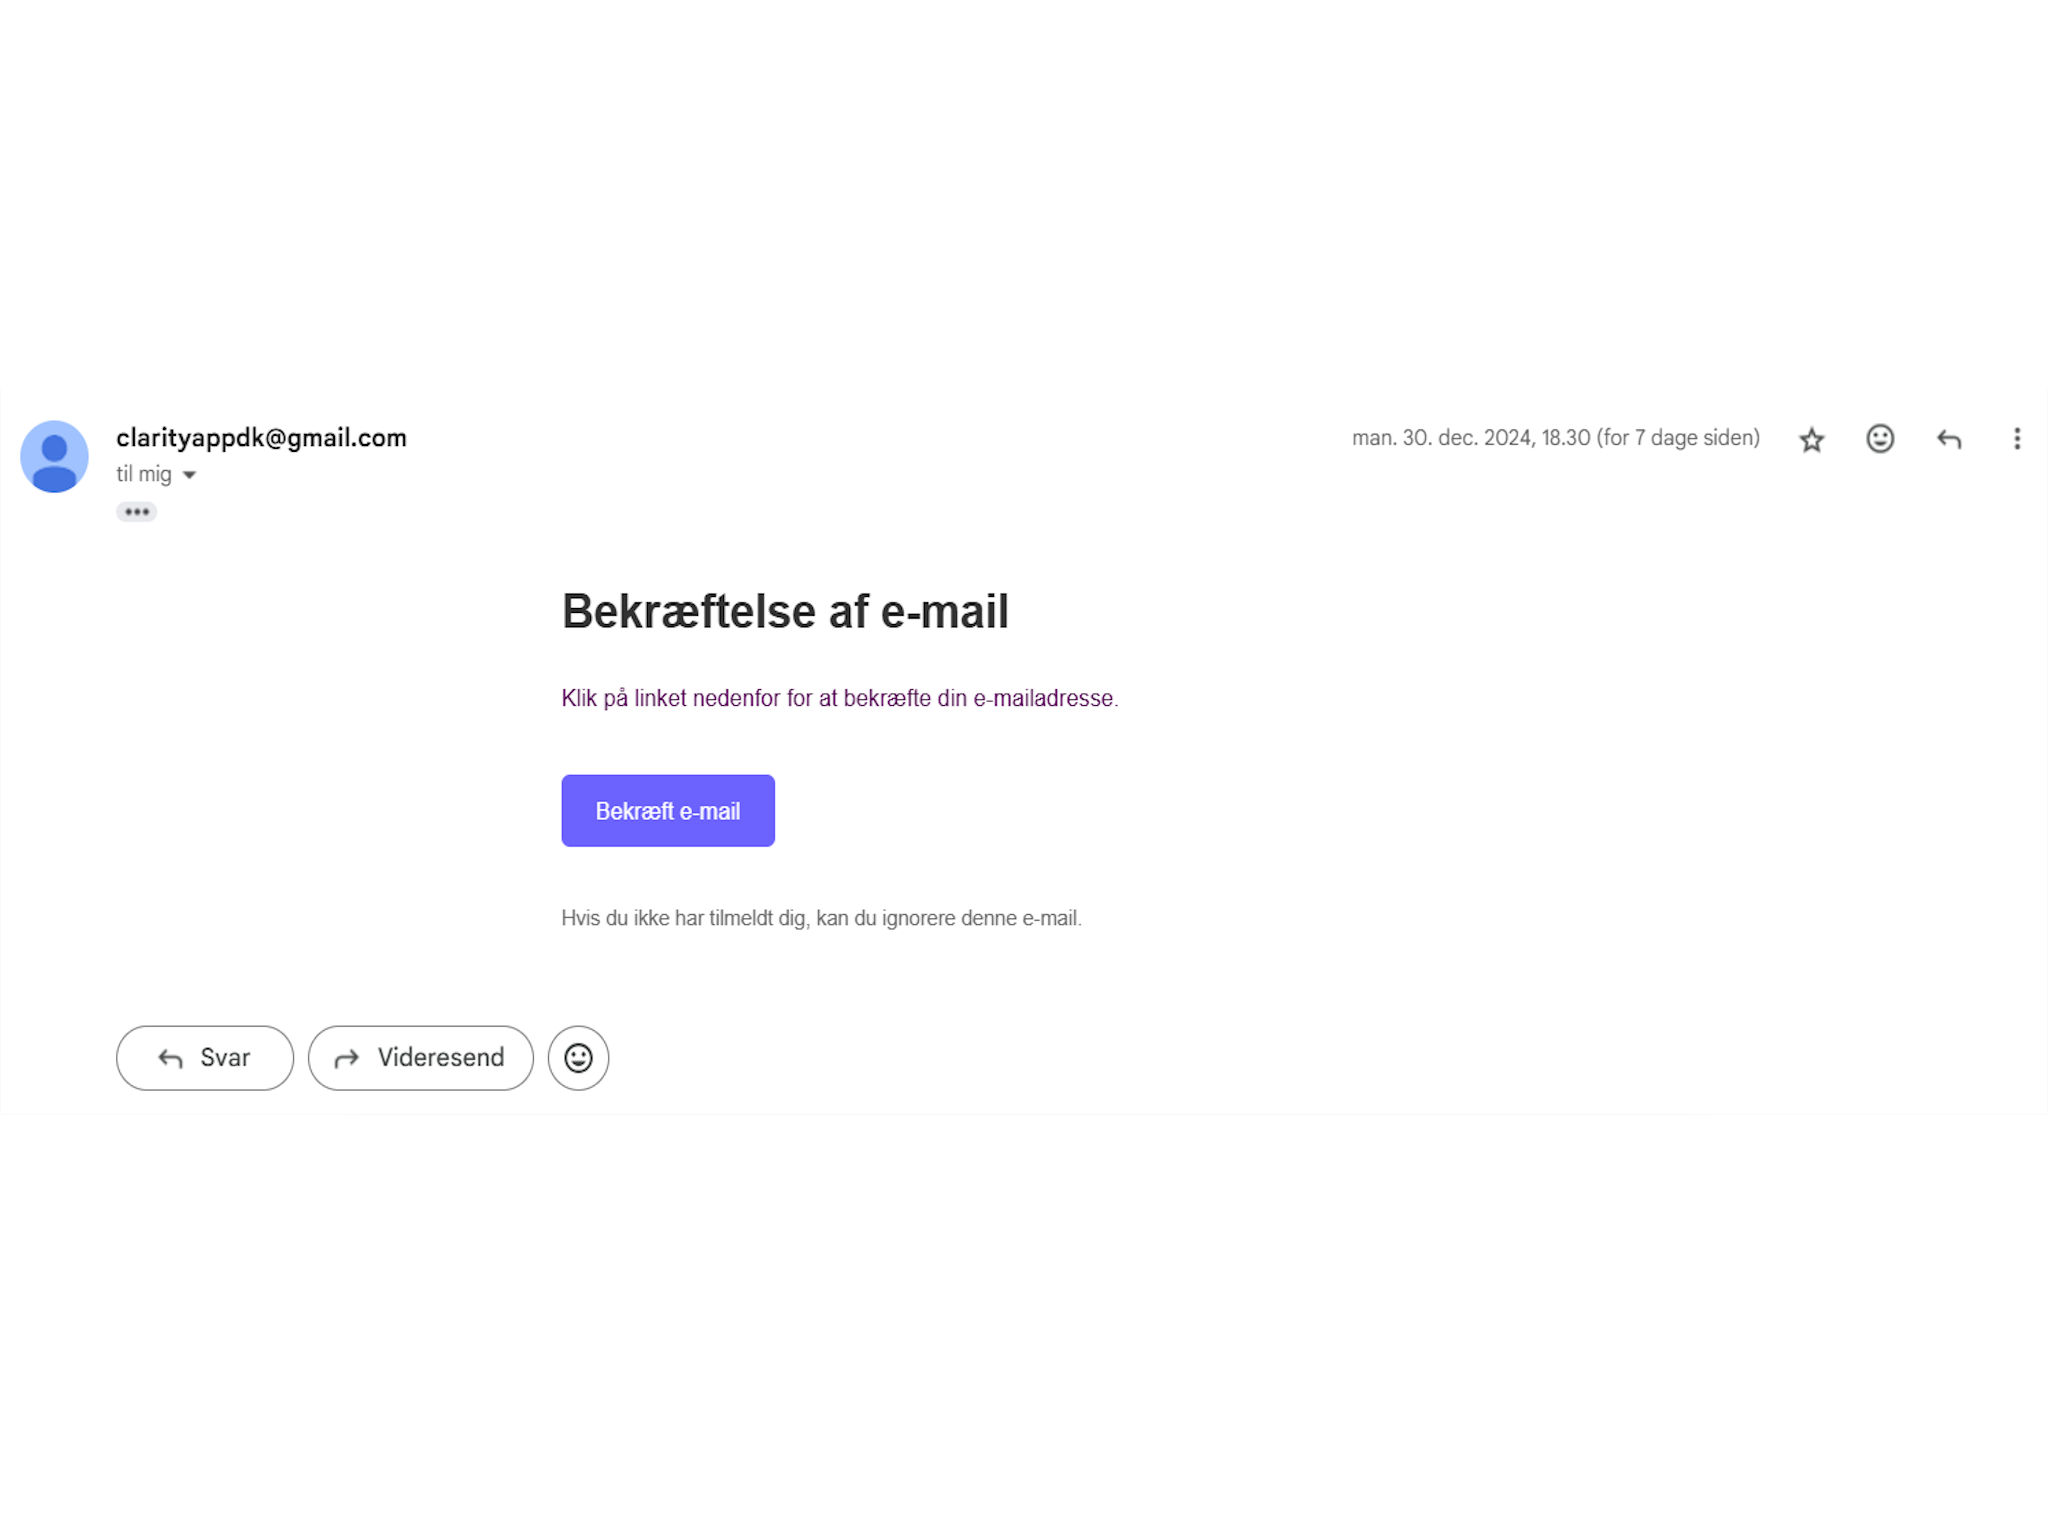 clarityappdk@gmail.com
man. 30. dec. 2024, 18.30 (for 7 dage siden)
til mig
Bekræftelse af e-mail
Klik på linket nedenfor for at bekræfte din e-mailadresse.
Bekræft e-mail
Hvis du ikke har tilmeldt dig, kan du ignorere denne e-mail.
Svar
Videresend